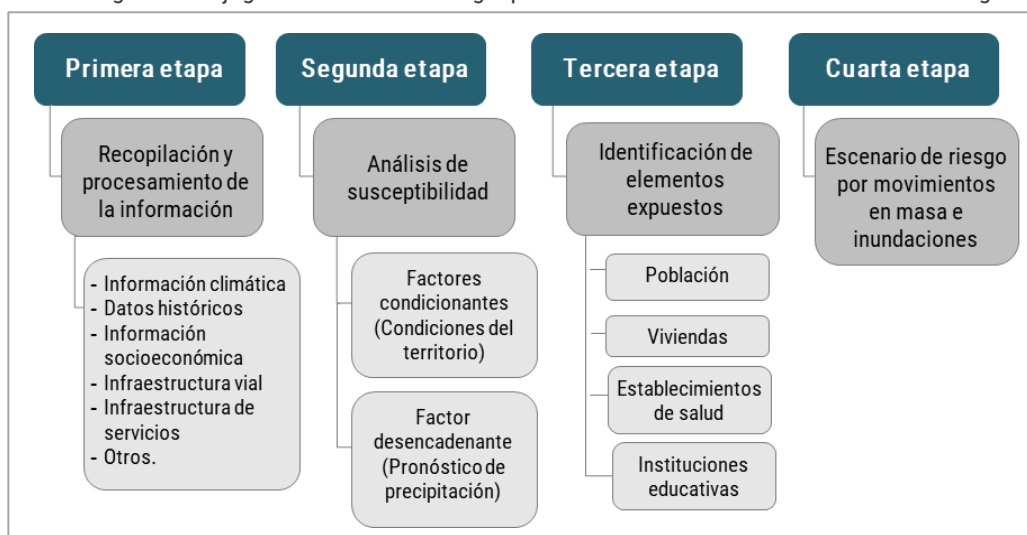 Primera etapa
Segunda etapa
Tercera etapa
Cuarta etapa
Recopilación y
procesamiento de
la información
- Información climática
- Datos históricos
- Información
socioeconómica
- Infraestructura vial
- Infraestructura de
servicios
- Otros.
Análisis de
susceptibilidad
Factores
condicionantes
(Condiciones del
territorio)
Factor
desencadenante
(Pronóstico de
precipitación)
Identificación de
elementos
expuestos
Población
Viviendas
Establecimientos
de salud
Instituciones
educativas
Escenario de riesgo
por movimientos
en masa e
inundaciones